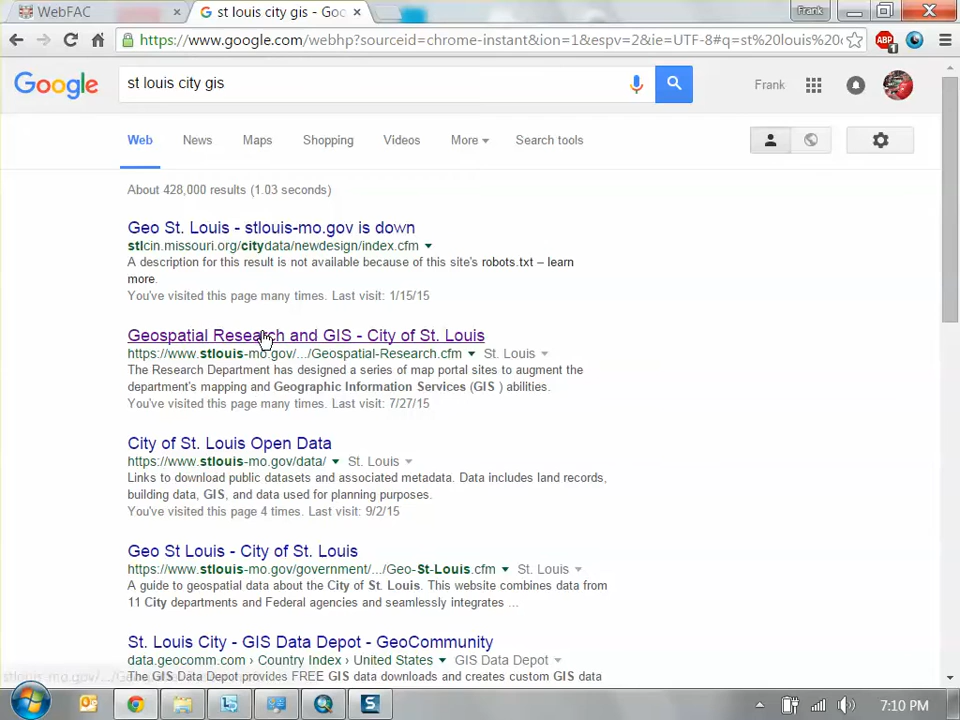 WebFAC
st louis city gis - Goo
Frank
https://www.google.com/webhp?sourceid=chrome-instant&ion=1&espv=2&ie=UTF-8#q=st%20louis%20c
ABP
1
Google
st louis city gis
Frank
Web
News
Maps
Shopping
Videos
More
Search tools
About 428,000 results (1.03 seconds)
Geo St. Louis - stlouis-mo.gov is down
stlcin.missouri.org/citydata/newdesign/index.cfm
A description for this result is not available because of this site's robots.txt – learn
more.
You've visited this page many times. Last visit: 1/15/15
Geospatial Research and GIS - City of St. Louis
https://www.stlouis-mo.gov/.../Geospatial-Research.cfm St. Louis
The Research Department has designed a series of map portal sites to augment the
department's mapping and Geographic Information Services (GIS ) abilities.
You've visited this page many times. Last visit: 7/27/15
City of St. Louis Open Data
https://www.stlouis-mo.gov/data/ St. Louis
Links to download public datasets and associated metadata. Data includes land records,
building data, GIS, and data used for planning purposes.
You've visited this page 4 times. Last visit: 9/2/15
Geo St Louis - City of St. Louis
https://www.stlouis-mo.gov/government/.../Geo-St-Louis.cfm St. Louis
A guide to geospatial data about the City of St. Louis. This website combines data from
11 City departments and Federal agencies and seamlessly integrates ...
St. Louis City - GIS Data Depot - GeoCommunity
data.geocomm.com › Country Index › United States GIS Data Depot
The GIS Data Depot provides FREE GIS data downloads and creates custom GIS data
7:10 PM